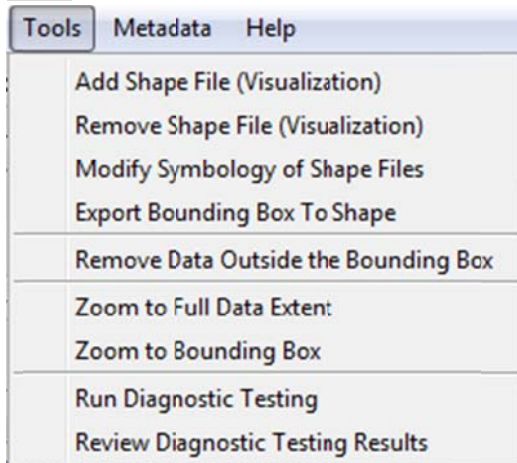 Tools Metadata Help
Add Shape File (Visualization)
Remove Shape File (Visualization)
Modify Symbology of Shape Files
Export Bounding Box To Shape
Remove Data Outside the Bounding Box
Zoom to Full Data Extent
Zoom to Bounding Box
Run Diagnostic Testing
Review Diagnostic Testing Results